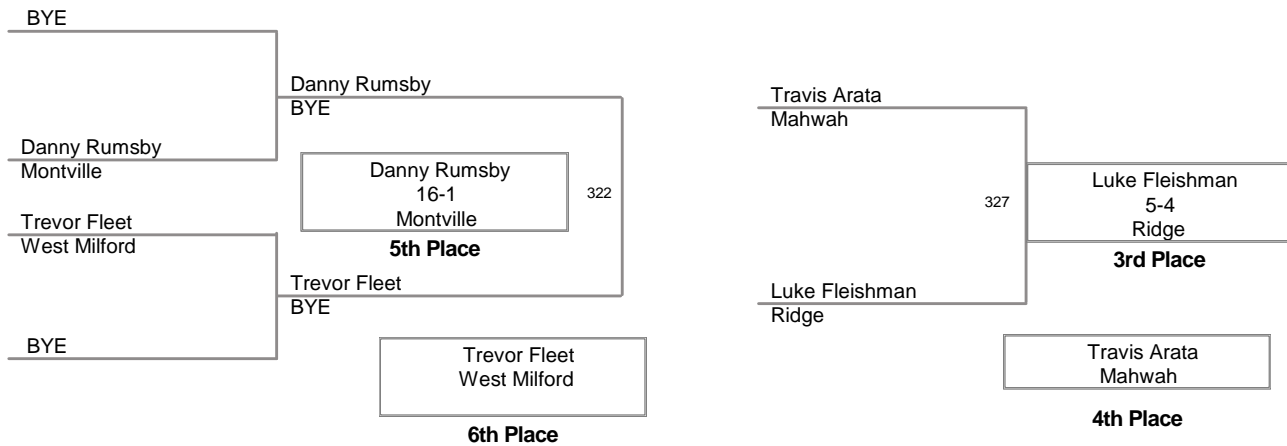 BYE
Danny Rumsby
BYE
Danny Rumsby
Montville
Danny Rumsby
16-1
Montville
5th Place
322
Trevor Fleet
West Milford
Trevor Fleet
BYE
BYE
Trevor Fleet
West Milford
6th Place
Travis Arata
Mahwah
327
Luke Fleishman
5-4
Ridge
3rd Place
Luke Fleishman
Ridge
Travis Arata
Mahwah
4th Place